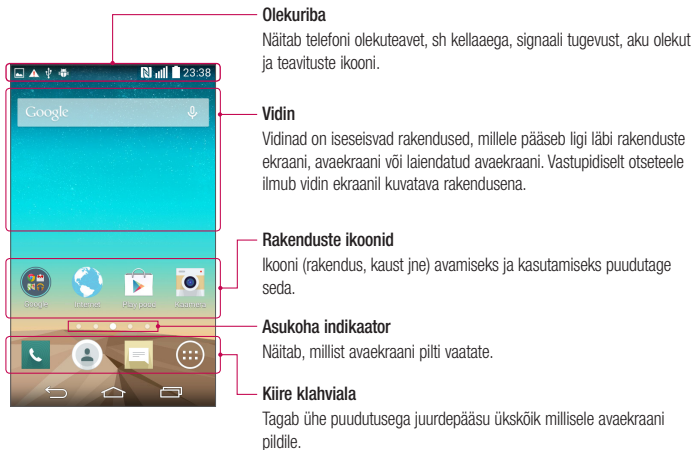 Olekuriba
Näitab telefoni olekuteavet, sh kellaaega, signaali tugevust, aku olekut
ja teavituste ikooni.
23:38
Google
Vidin
Vidinad on iseseisvad rakendused, millele pääseb ligi läbi rakenduste
ekraani, avaekraani või laiendatud avaekraani. Vastupidiselt otseteele
ilmub vidin ekraanil kuvatava rakendusena.
Rakenduste ikoonid
Ikooni (rakendus, kaust jne) avamiseks ja kasutamiseks puudutage
seda.
Google Internet Play pood Kaamera
Asukoha indikaator
Näitab, millist avaekraani pilti vaatate.
Kiire klahviala
Tagab ühe puudutusega juurdepääsu ükskõik millisele avaekraani
pildile.